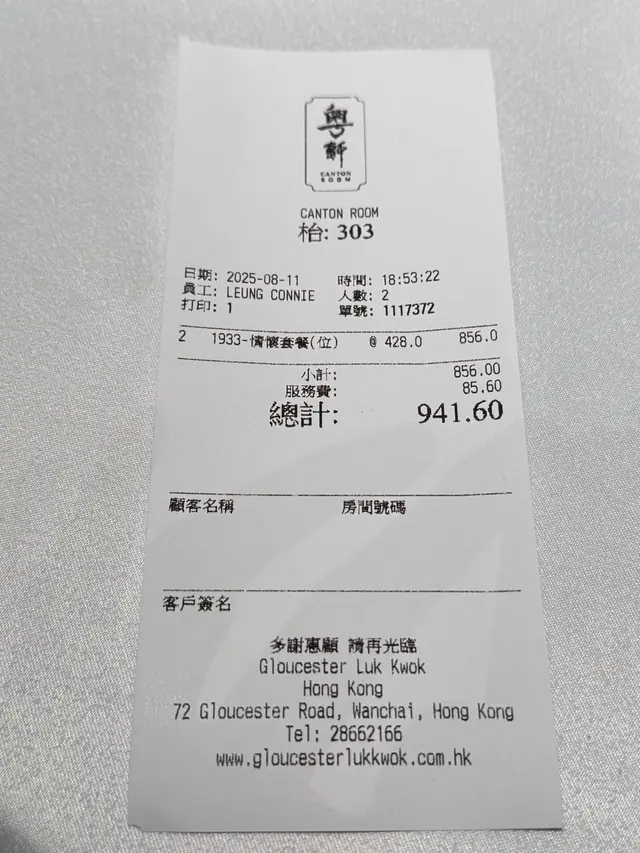 粵軒
CANTON
ROOM
CANTON ROOM
枱: 303
日期: 2025-08-11 時間: 18:53:22
員工: LEUNG CONNIE 人數: 2
打印: 1 單號: 1117372
2 1933-情懷套餐(位) @ 428.0 856.0
小計: 856.00
服務費: 85.60
總計: 941.60
顧客名稱 房間號碼
客戶簽名
多謝惠顧 請再光臨
Gloucester Luk Kwok
Hong Kong
72 Gloucester Road, Wanchai, Hong Kong
Tel: 28662166
www.gloucesterlukkwok.com.hk